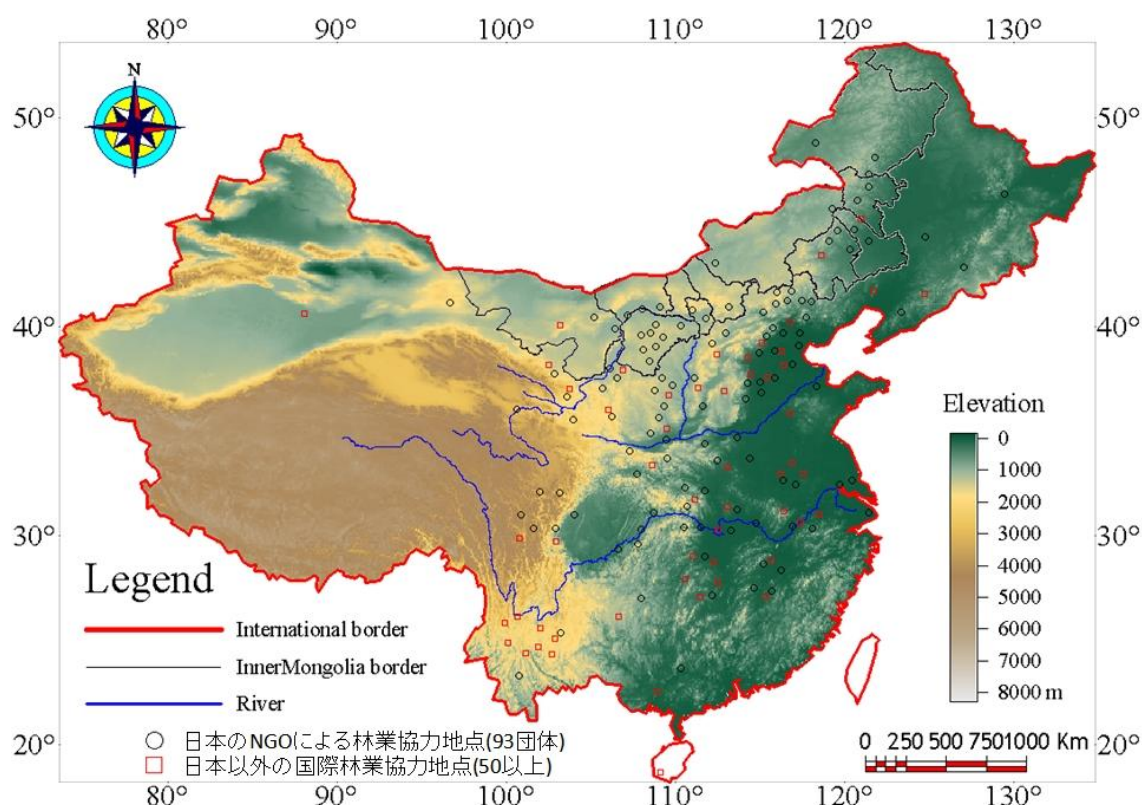 80° 90° 100° 110° 120° 130°
N
50° 50°
40° 40°
Elevation
0
1000
2000
3000
4000
5000
6000
7000
8000 m
30° 30°
Legend
International border
InnerMongolia border
River
日本のNGOによる林業協力地点(93団体)
日本以外の国際林業協力地点(50以上)
0 250 500 7501000 Km
20° 20°
80° 90° 100° 110° 120° 130°